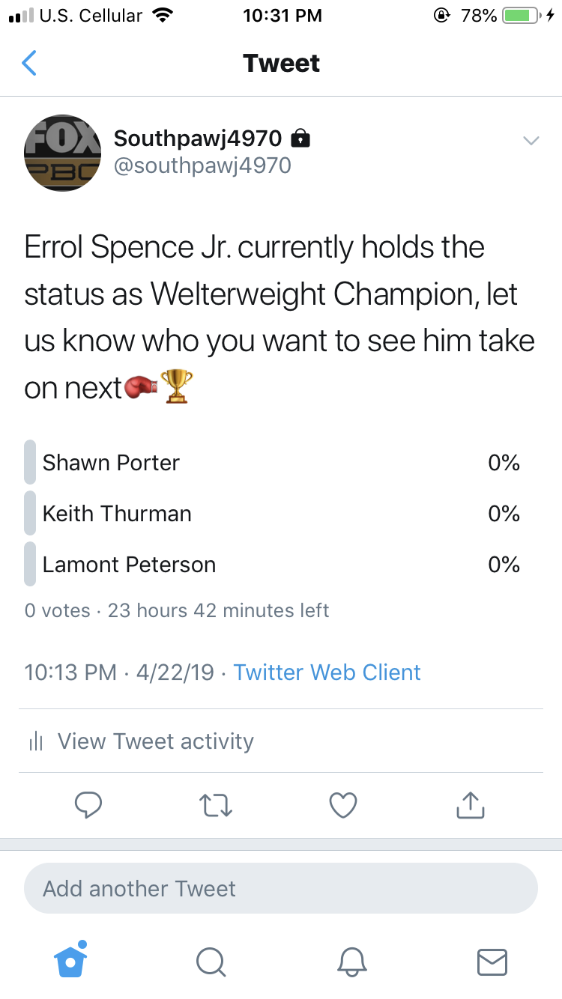 U.S. Cellular 10:31 PM 78%
Tweet
FOX
PBC
Southpawj4970
@southpawj4970
Errol Spence Jr. currently holds the
status as Welterweight Champion, let
us know who you want to see him take
on next🥊🏆
Shawn Porter 0%
Keith Thurman 0%
Lamont Peterson 0%
0 votes · 23 hours 42 minutes left
10:13 PM · 4/22/19 · Twitter Web Client
View Tweet activity
Add another Tweet